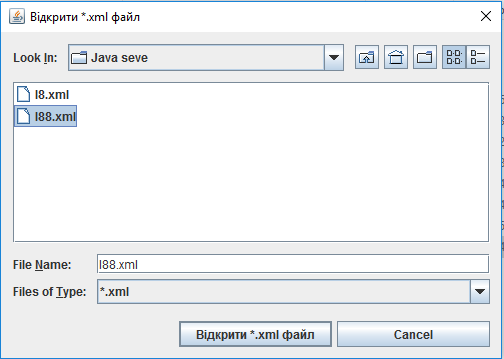 Відкрити *.xml файл
Look In: Java seve
l8.xml
l88.xml
File Name: l88.xml
Files of Type: *.xml
Відкрити *.xml файл Cancel